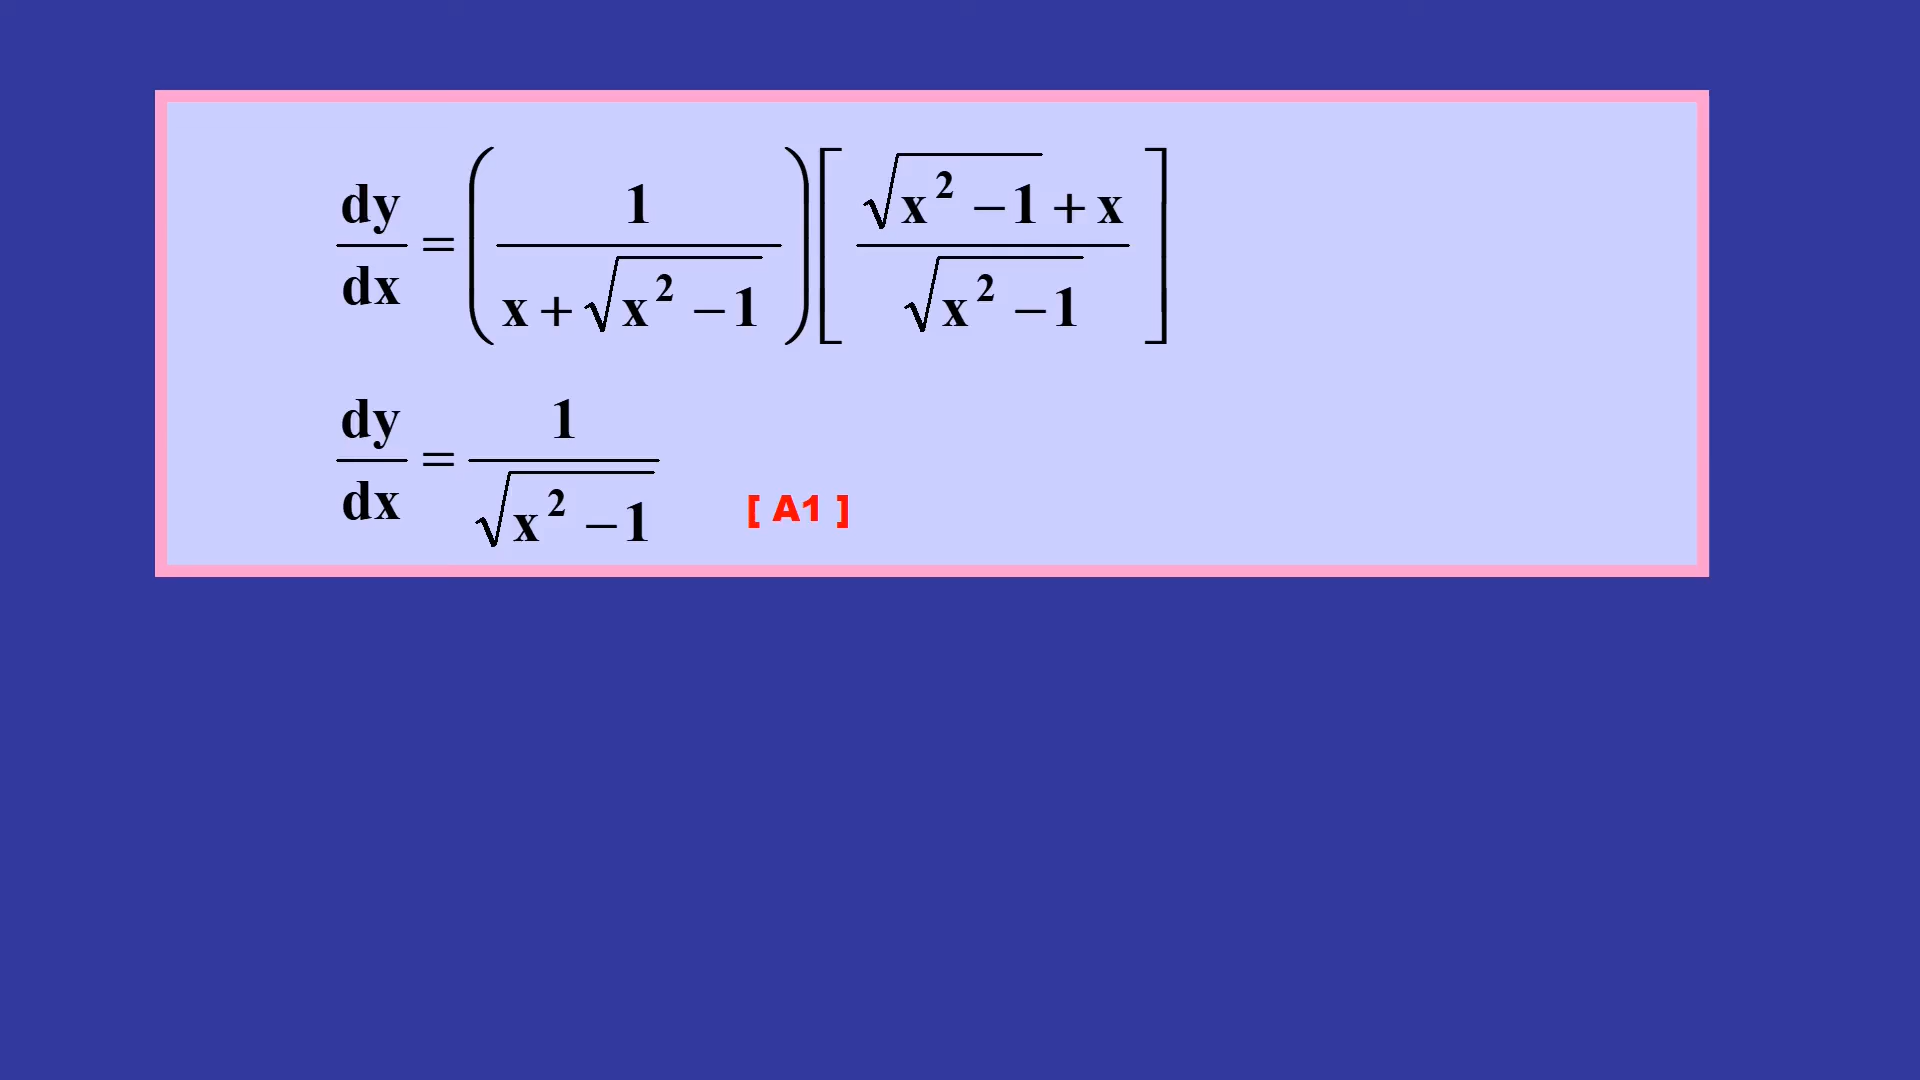 dy/dx = (1/(x + √(x² − 1)))[(√(x² − 1) + x)/√(x² − 1)]
dy/dx = 1/√(x² − 1) [ A1 ]